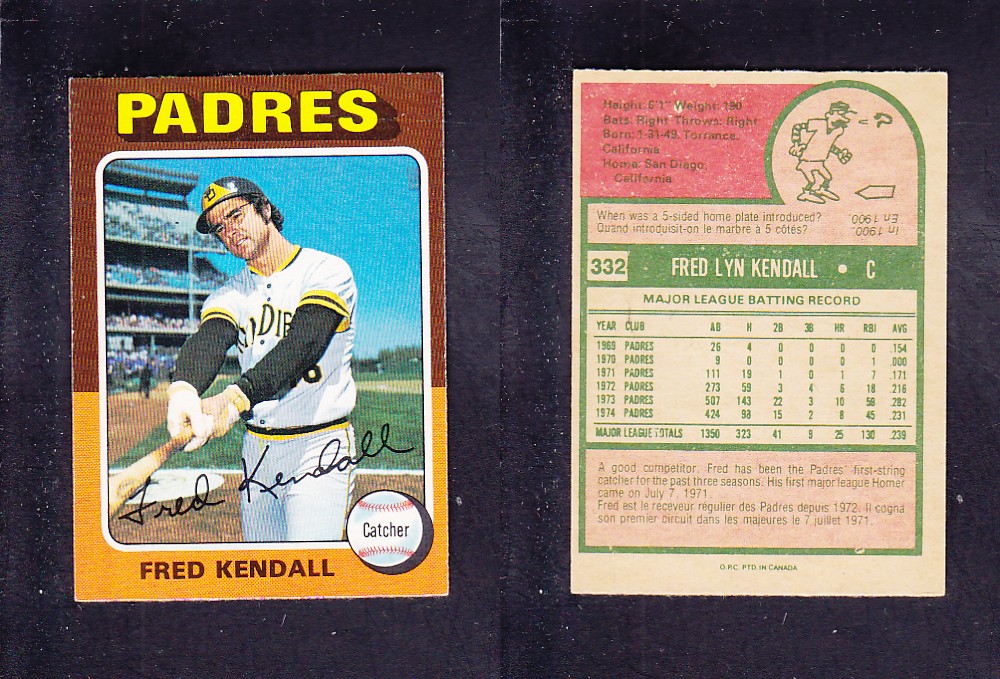 PADRES
PADRE
Fred Kendall
Catcher
FRED KENDALL
Height: 6'1" Weight: 190
Bats: Right Throws: Right
Born: 1-31-49, Torrance,
California
Home: San Diego,
California
When was a 5-sided home plate introduced?
Quand introduisit-on le marbre à 5 côtés?
In 1900.
En 1900.
332 FRED LYN KENDALL • C
MAJOR LEAGUE BATTING RECORD
YEAR CLUB AB H 2B 3B HR RBI AVG
1969 PADRES 26 4 0 0 0 0 .154
1970 PADRES 9 0 0 0 0 1 .000
1971 PADRES 111 19 1 0 1 7 .171
1972 PADRES 273 59 3 4 6 18 .216
1973 PADRES 507 143 22 3 10 59 .282
1974 PADRES 424 98 15 2 8 45 .231
MAJOR LEAGUE TOTALS 1350 323 41 9 25 130 .239
A good competitor, Fred has been the Padres' first-string
catcher for the past three seasons. His first major league Homer
came on July 7, 1971.
Fred est le receveur régulier des Padres depuis 1972. Il cogna
son premier circuit dans les majeures le 7 juillet 1971.
O.P.C. PTD. IN CANADA